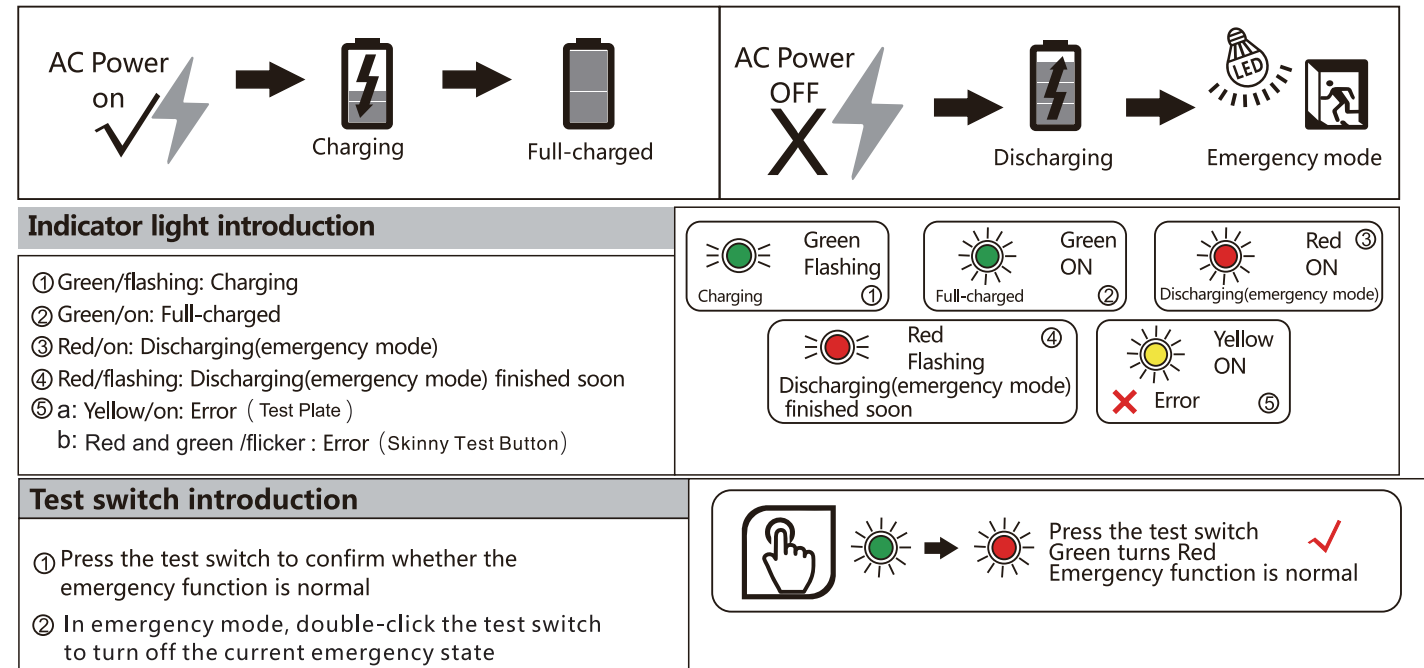 AC Power
on
Charging
Full-charged
AC Power
OFF
X
Discharging
LED
Emergency mode
Indicator light introduction
①Green/flashing: Charging
②Green/on: Full-charged
③Red/on: Discharging(emergency mode)
④Red/flashing: Discharging(emergency mode) finished soon
⑤a: Yellow/on: Error（Test Plate）
b: Red and green /flicker : Error（Skinny Test Button）
Green
Flashing
Charging ①
Green
ON
Full-charged ②
Red ③
ON
Discharging(emergency mode)
Red ④
Flashing
Discharging(emergency mode)
finished soon
Yellow
ON
Error ⑤
Test switch introduction
①Press the test switch to confirm whether the
emergency function is normal
② In emergency mode, double-click the test switch
to turn off the current emergency state
Press the test switch
Green turns Red
Emergency function is normal